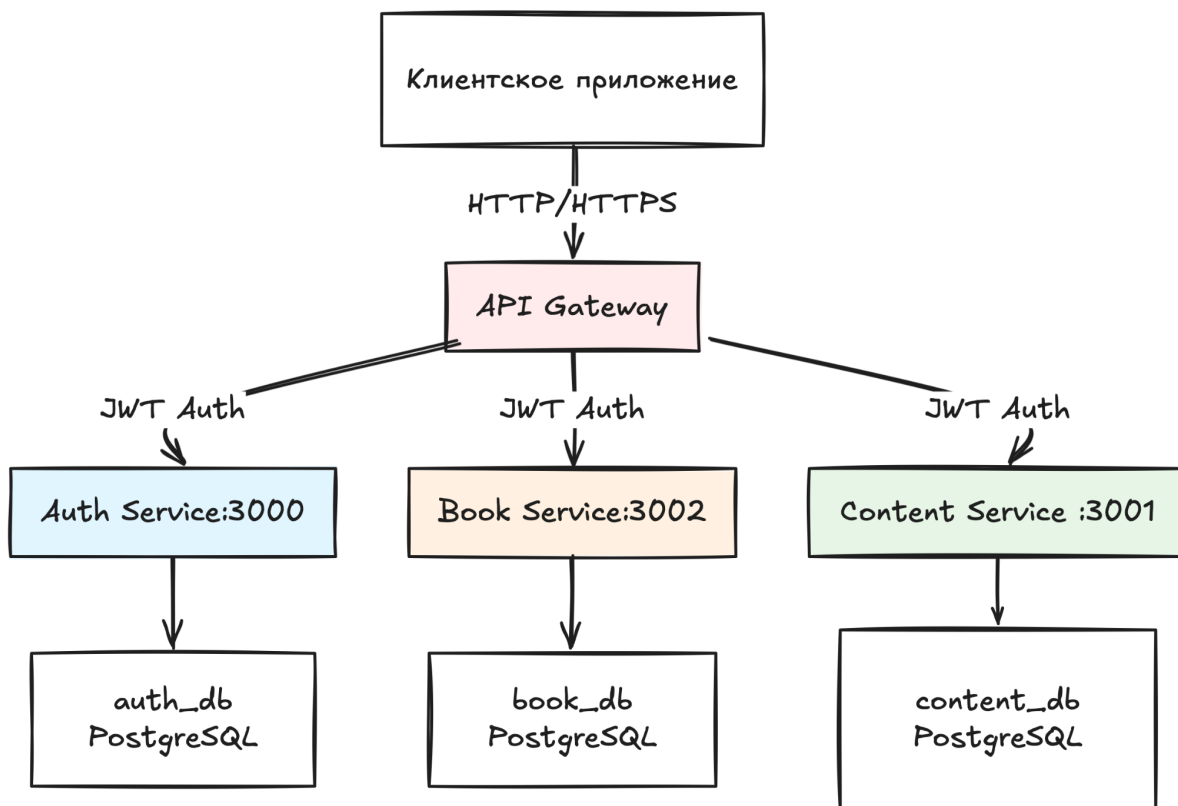 Клиентское приложение
HTTP/HTTPS
API Gateway
JWT Auth
JWT Auth
JWT Auth
Auth Service:3000
Book Service:3002
Content Service :3001
auth_db
PostgreSQL
book_db
PostgreSQL
content_db
PostgreSQL